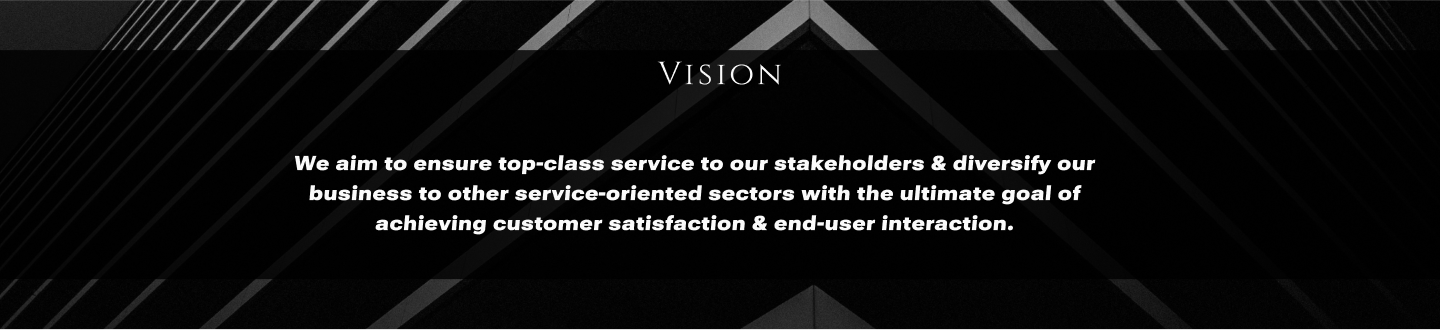 Vision
We aim to ensure top-class service to our stakeholders & diversify our
business to other service-oriented sectors with the ultimate goal of
achieving customer satisfaction & end-user interaction.